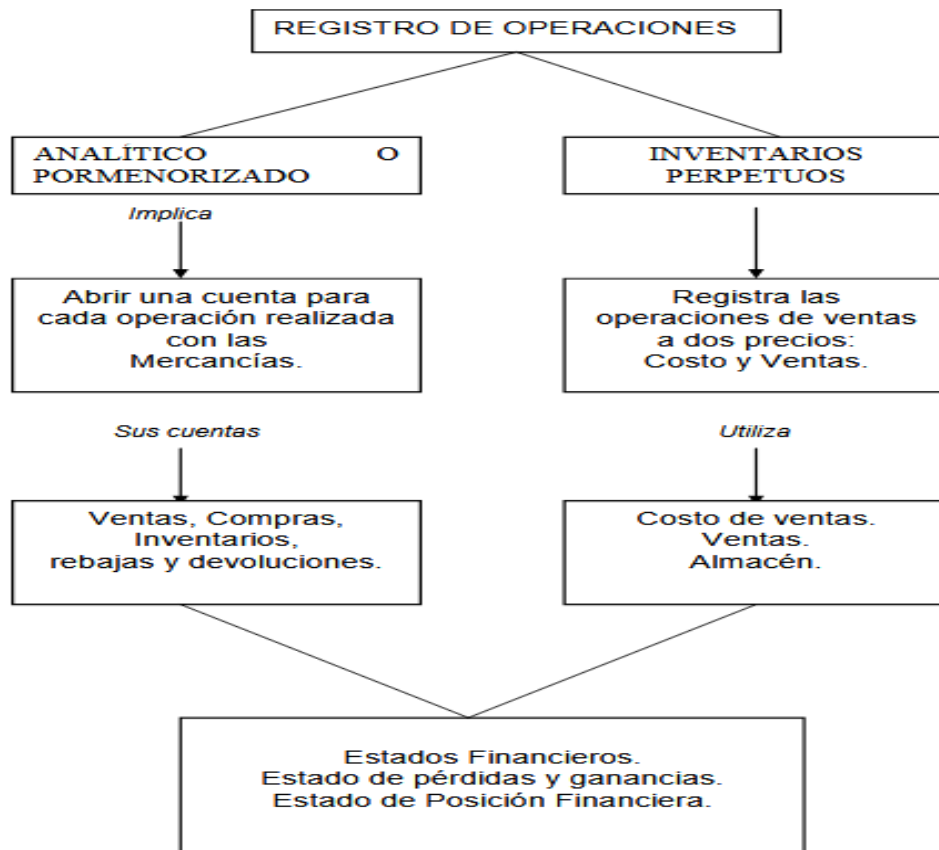 REGISTRO DE OPERACIONES
ANALÍTICO O
PORMENORIZADO
Implica
Abrir una cuenta para
cada operación realizada
con las
Mercancías.
Sus cuentas
Ventas, Compras,
Inventarios,
rebajas y devoluciones.
INVENTARIOS
PERPETUOS
Registra las
operaciones de ventas
a dos precios:
Costo y Ventas.
Utiliza
Costo de ventas.
Ventas.
Almacén.
Estados Financieros.
Estado de pérdidas y ganancias.
Estado de Posición Financiera.